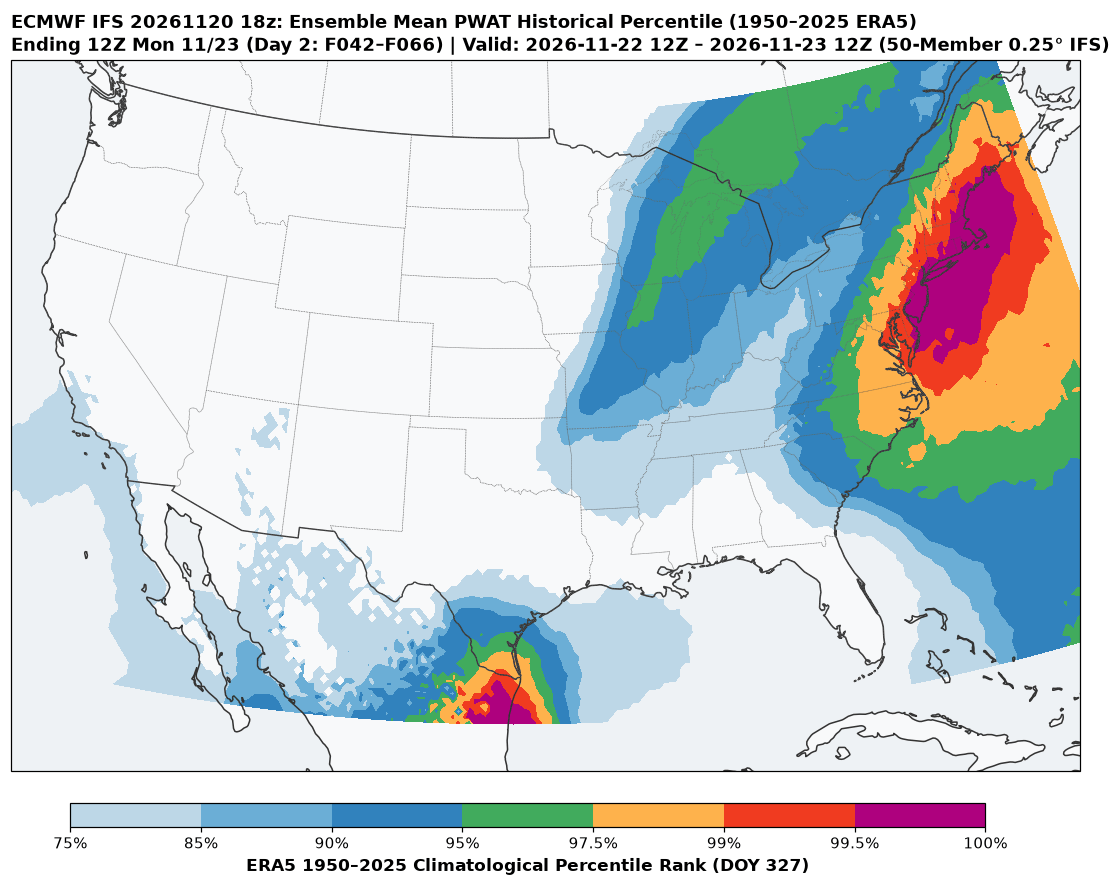 ECMWF IFS 20261120 18z: Ensemble Mean PWAT Historical Percentile (1950–2025 ERA5)
Ending 12Z Mon 11/23 (Day 2: F042–F066) | Valid: 2026-11-22 12Z – 2026-11-23 12Z (50-Member 0.25° IFS)
75% 85% 90% 95% 97.5% 99% 99.5% 100%
ERA5 1950–2025 Climatological Percentile Rank (DOY 327)